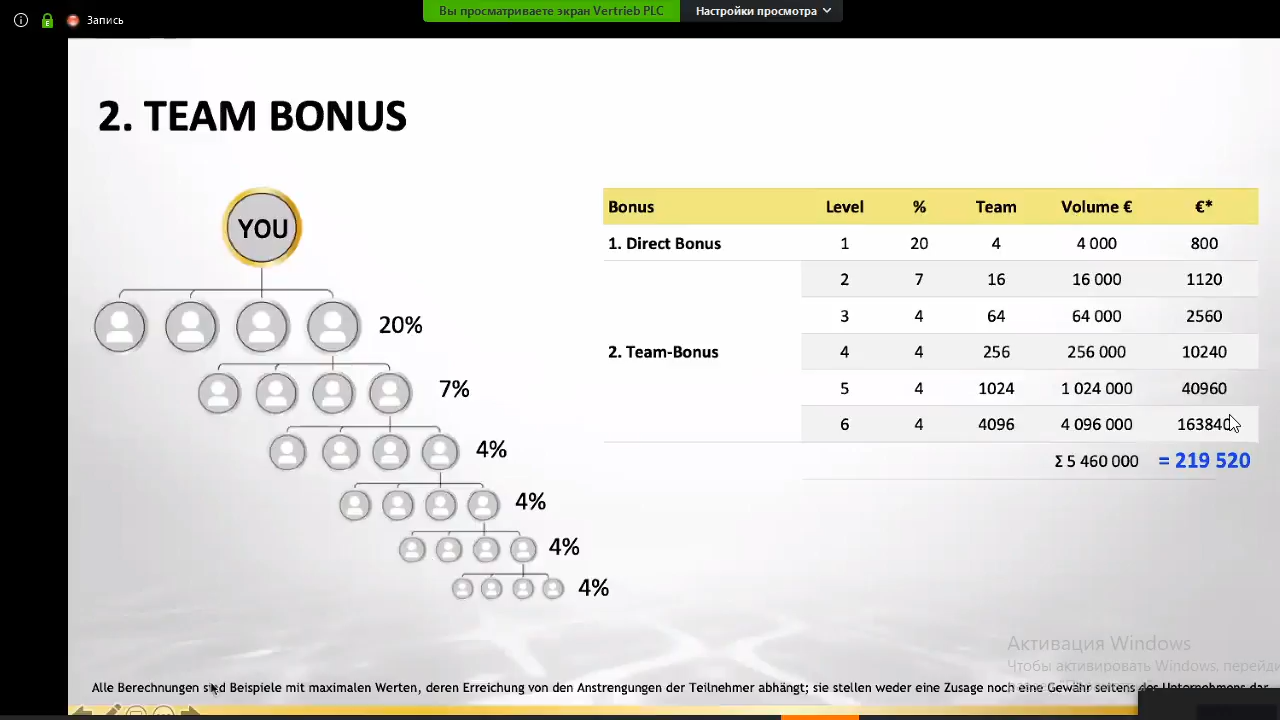 Запись
Вы просматриваете экран Vertrieb PLC
Настройки просмотра
2. TEAM BONUS
YOU
20%
7%
4%
4%
4%
4%
Bonus Level % Team Volume € €*
1. Direct Bonus 1 20 4 4 000 800
2 7 16 16 000 1120
3 4 64 64 000 2560
2. Team-Bonus 4 4 256 256 000 10240
5 4 1024 1 024 000 40960
6 4 4096 4 096 000 163840
Σ 5 460 000 = 219 520
Активация Windows
Чтобы активировать Windows, перейди
Alle Berechnungen sind Beispiele mit maximalen Werten, deren Erreichung von den Anstrengungen der Teilnehmer abhängt; sie stellen weder eine Zusage noch eine Gewähr seitens der Unternehmens dar